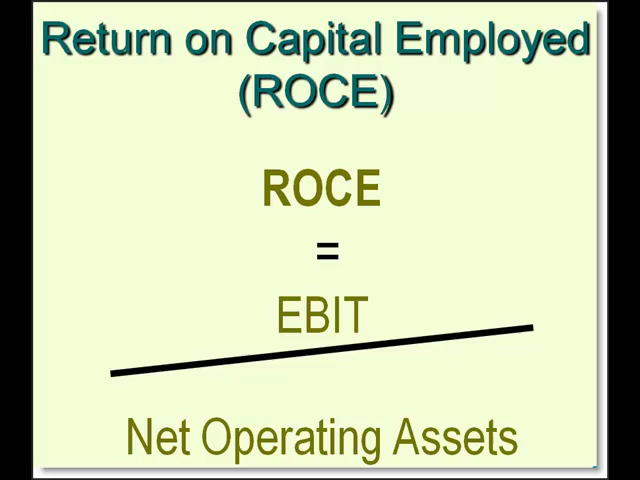 Return on Capital Employed
(ROCE)
ROCE
=
EBIT
Net Operating Assets